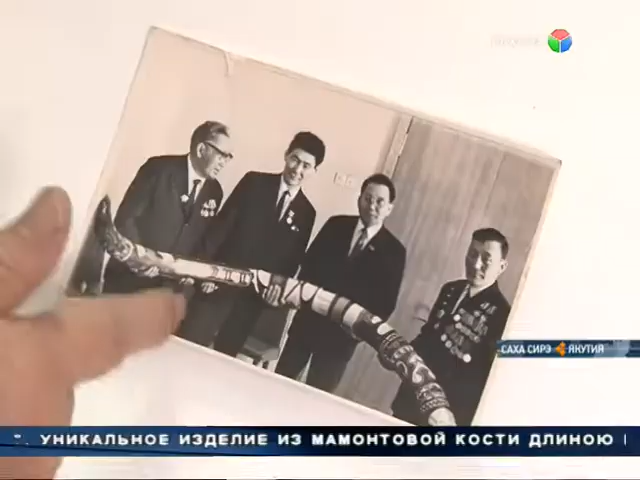 САХА СИРЭ ЯКУТИЯ
". УНИКАЛЬНОЕ ИЗДЕЛИЕ ИЗ МАМОНТОВОЙ КОСТИ ДЛИНОЮ